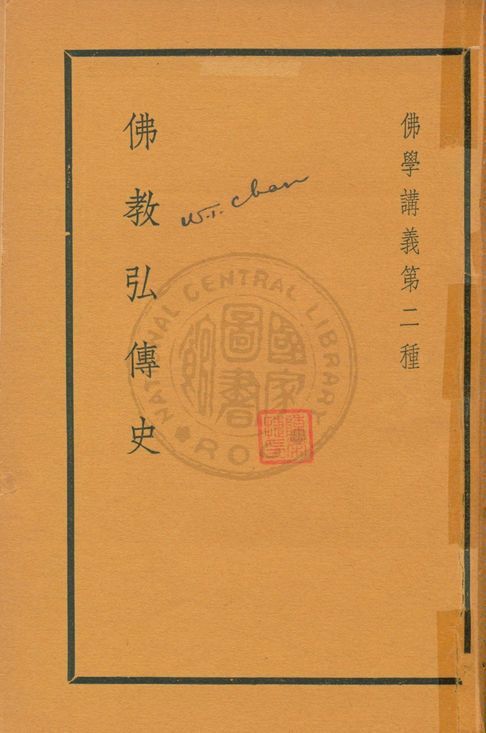 佛學講義第二種
佛教弘傳史
W.T. Chan
NATIONAL CENTRAL LIBRARY
R.O.C.
國家圖書館